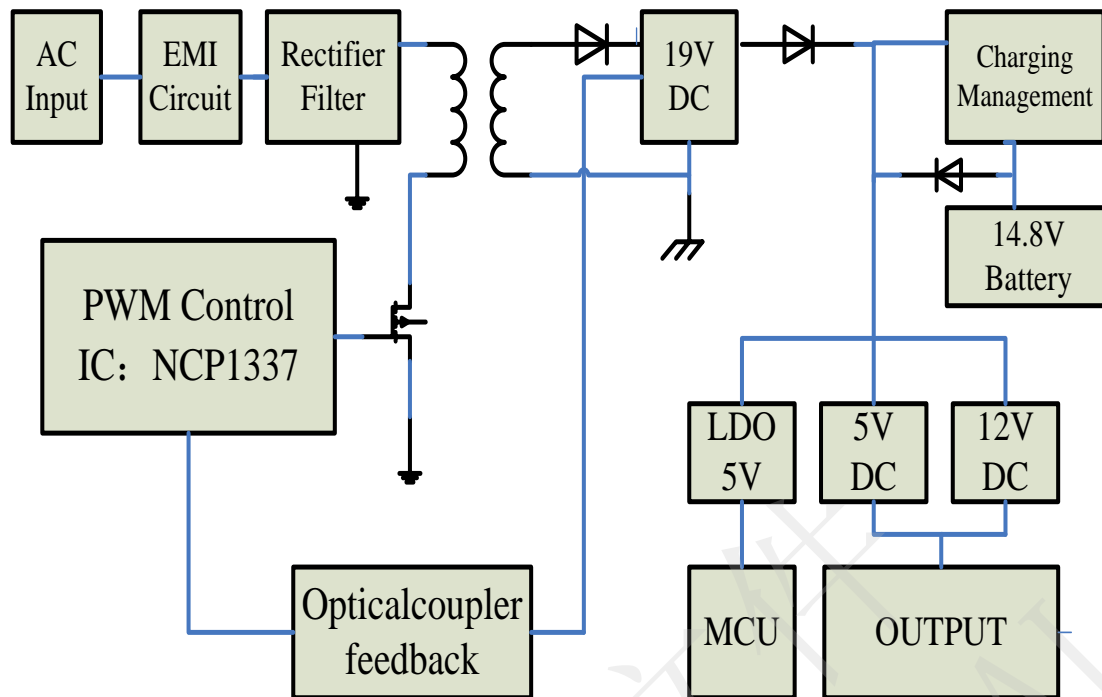 AC
Input
EMI
Circuit
Rectifier
Filter
19V
DC
Charging
Management
14.8V
Battery
PWM Control
IC：NCP1337
LDO
5V
5V
DC
12V
DC
Opticalcoupler
feedback
MCU
OUTPUT